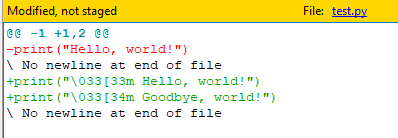 Modified, not staged File: test.py
@@ -1 +1,2 @@
-print("Hello, world!")
\ No newline at end of file
+print("\033[33m Hello, world!")
+print("\033[34m Goodbye, world!")
\ No newline at end of file